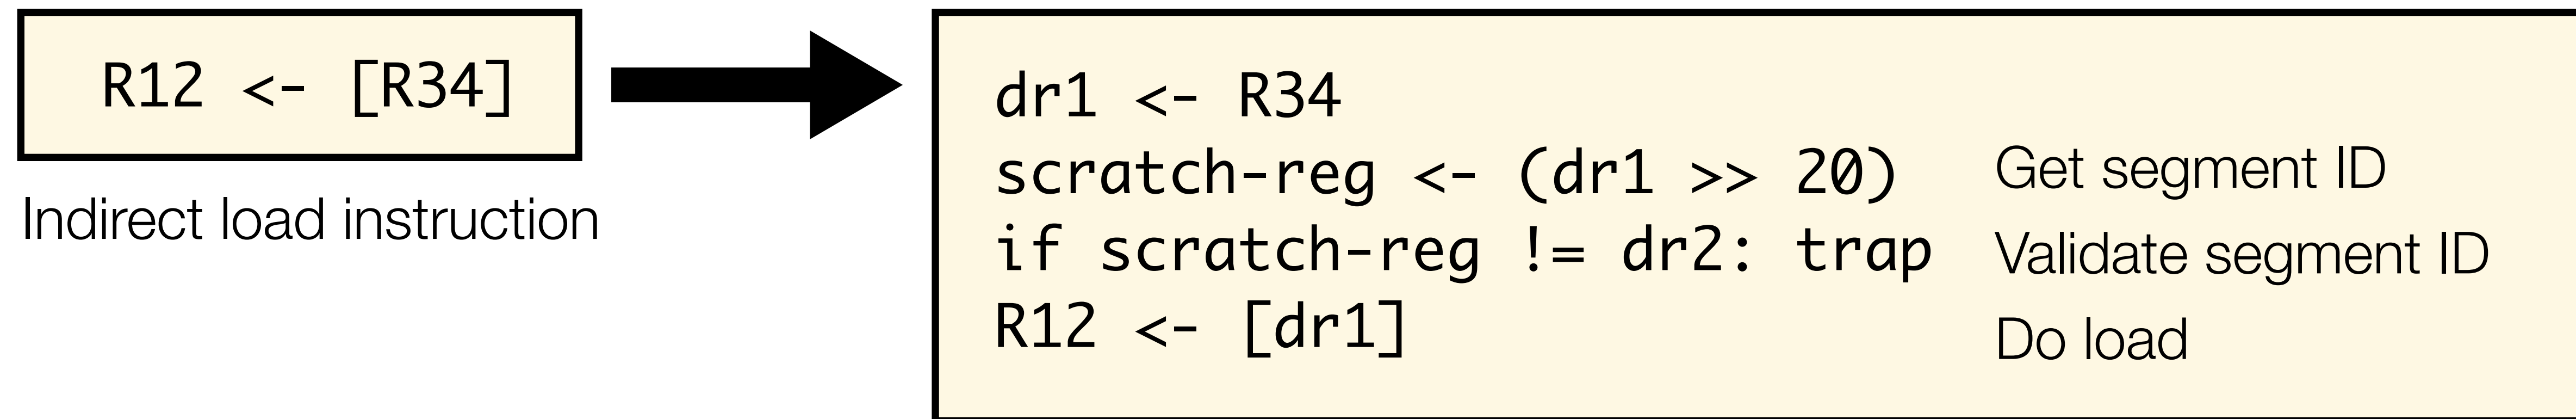 R12 <- [R34]
Indirect load instruction
dr1 <- R34
scratch-reg <- (dr1 >> 20) Get segment ID
if scratch-reg != dr2: trap Validate segment ID
R12 <- [dr1] Do load